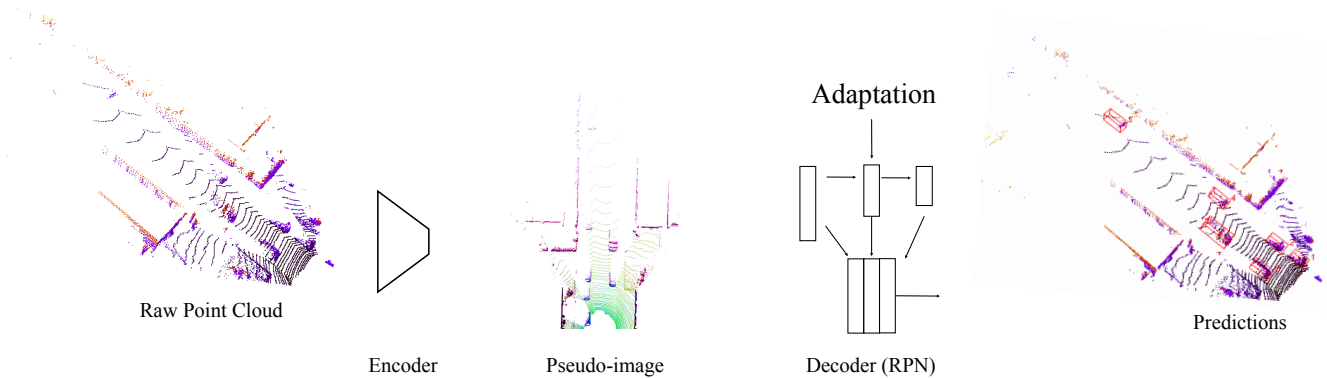 Adaptation
Raw Point Cloud
Predictions
Encoder
Pseudo-image
Decoder (RPN)